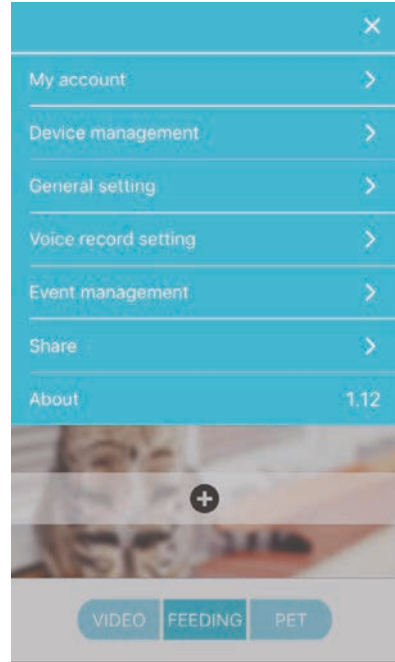 My account
Device management
General setting
Voice record setting
Event management
Share
About 1.12
VIDEO FEEDING PET